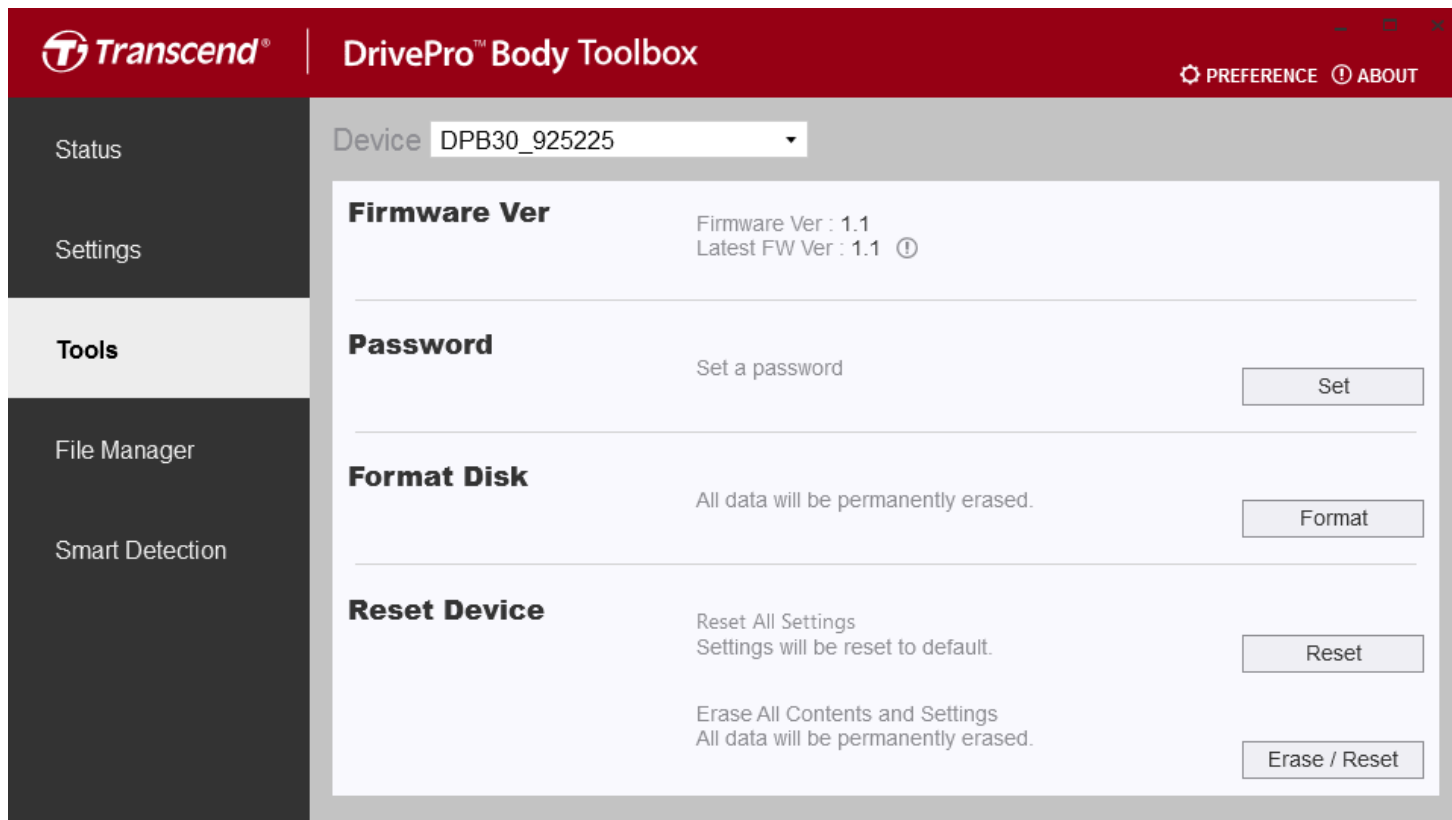 Transcend®
DrivePro™ Body Toolbox
PREFERENCE
ABOUT
Status
Settings
Tools
File Manager
Smart Detection
Device DPB30_925225
Firmware Ver
Firmware Ver : 1.1
Latest FW Ver : 1.1
Password
Set a password
Set
Format Disk
All data will be permanently erased.
Format
Reset Device
Reset All Settings
Settings will be reset to default.
Reset
Erase All Contents and Settings
All data will be permanently erased.
Erase / Reset